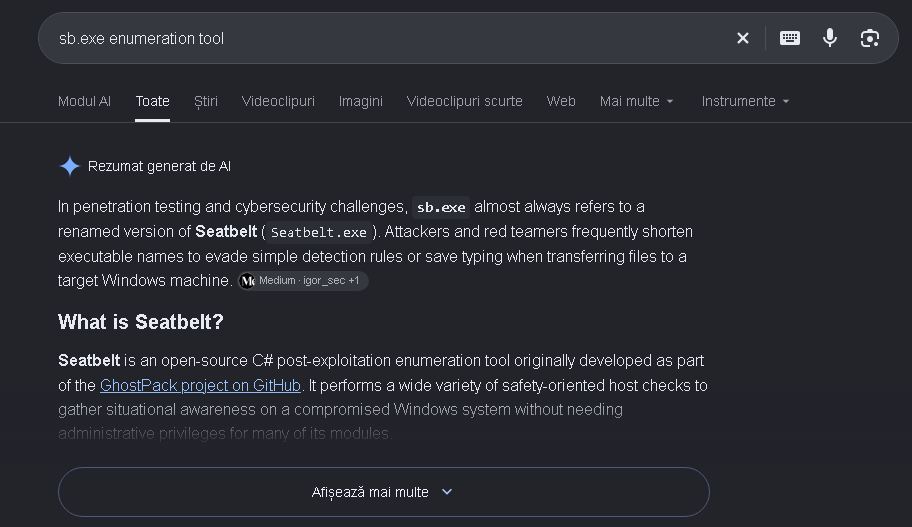 sb.exe enumeration tool
Modul AI Toate Știri Videoclipuri Imagini Videoclipuri scurte Web Mai multe Instrumente
Rezumat generat de AI
In penetration testing and cybersecurity challenges, sb.exe almost always refers to a
renamed version of Seatbelt (Seatbelt.exe). Attackers and red teamers frequently shorten
executable names to evade simple detection rules or save typing when transferring files to a
target Windows machine. Medium · igor_sec +1
What is Seatbelt?
Seatbelt is an open-source C# post-exploitation enumeration tool originally developed as part
of the GhostPack project on GitHub. It performs a wide variety of safety-oriented host checks to
gather situational awareness on a compromised Windows system without needing
administrative privileges for many of its modules.
Afișează mai multe